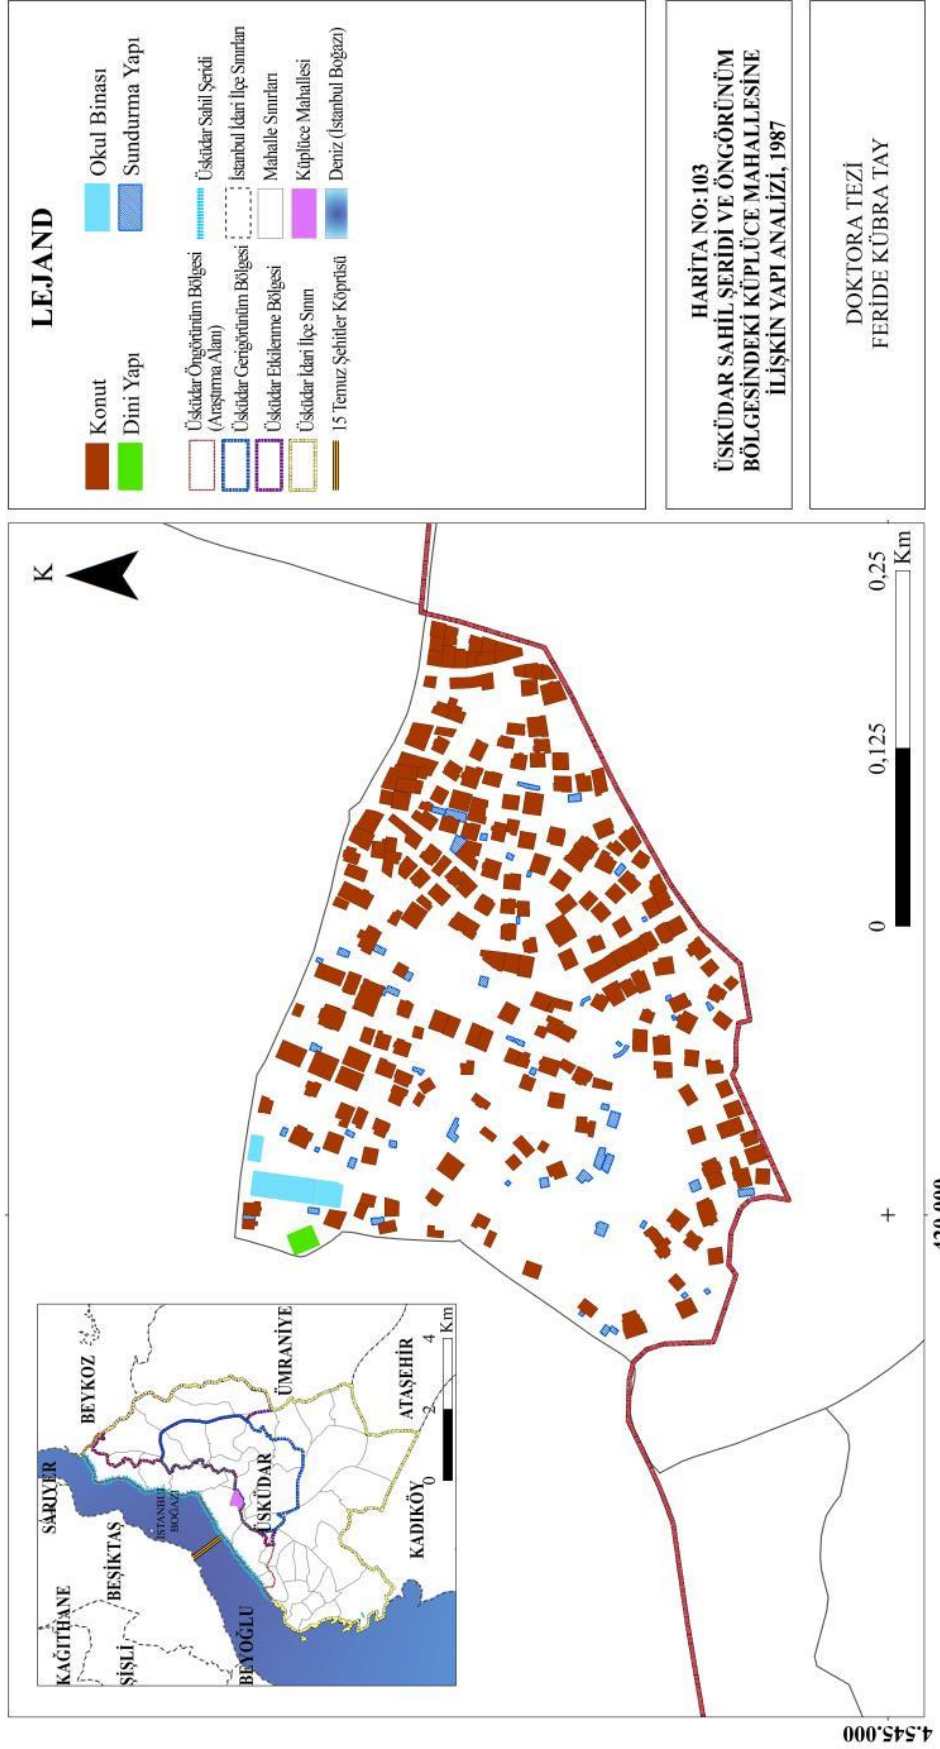 K
KAĞITHANE
SARIYER
BEYKOZ
ŞİŞLİ
BEŞİKTAŞ
İSTANBUL
BOĞAZI
ÜMRANİYE
BEYOĞLU
ÜSKÜDAR
KADIKÖY
ATAŞEHİR
0 2 4
Km
0 0,125 0,25
Km
4.545.000
LEJAND
Konut
Okul Binası
Dini Yapı
Sundurma Yapı
Üsküdar Öngörünüm Bölgesi
(Araştırma Alanı)
Üsküdar Sahil Şeridi
Üsküdar Gerigörünüm Bölgesi
İstanbul İdari İlçe Sınırları
Üsküdar Etkilenme Bölgesi
Mahalle Sınırları
Üsküdar İdari İlçe Sınırı
Küplüce Mahallesi
15 Temuz Şehitler Köprüsü
Deniz (İstanbul Boğazı)
HARİTA NO:103
ÜSKÜDAR SAHİL ŞERİDİ VE ÖNGÖRÜNÜM
BÖLGESİNDEKİ KÜPLÜCE MAHALLESİNE
İLİŞKİN YAPI ANALİZİ, 1987
DOKTORA TEZİ
FERİDE KÜBRA TAY